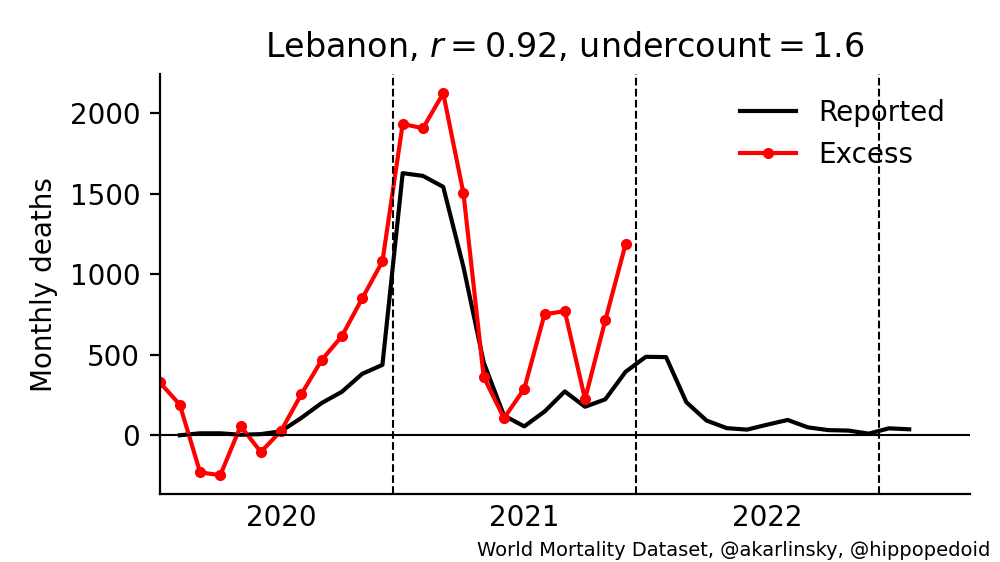 Lebanon, r = 0.92, undercount = 1.6
Monthly deaths
2000
1500
1000
500
0
Reported
Excess
2020 2021 2022
World Mortality Dataset, @akarlinsky, @hippopedoid